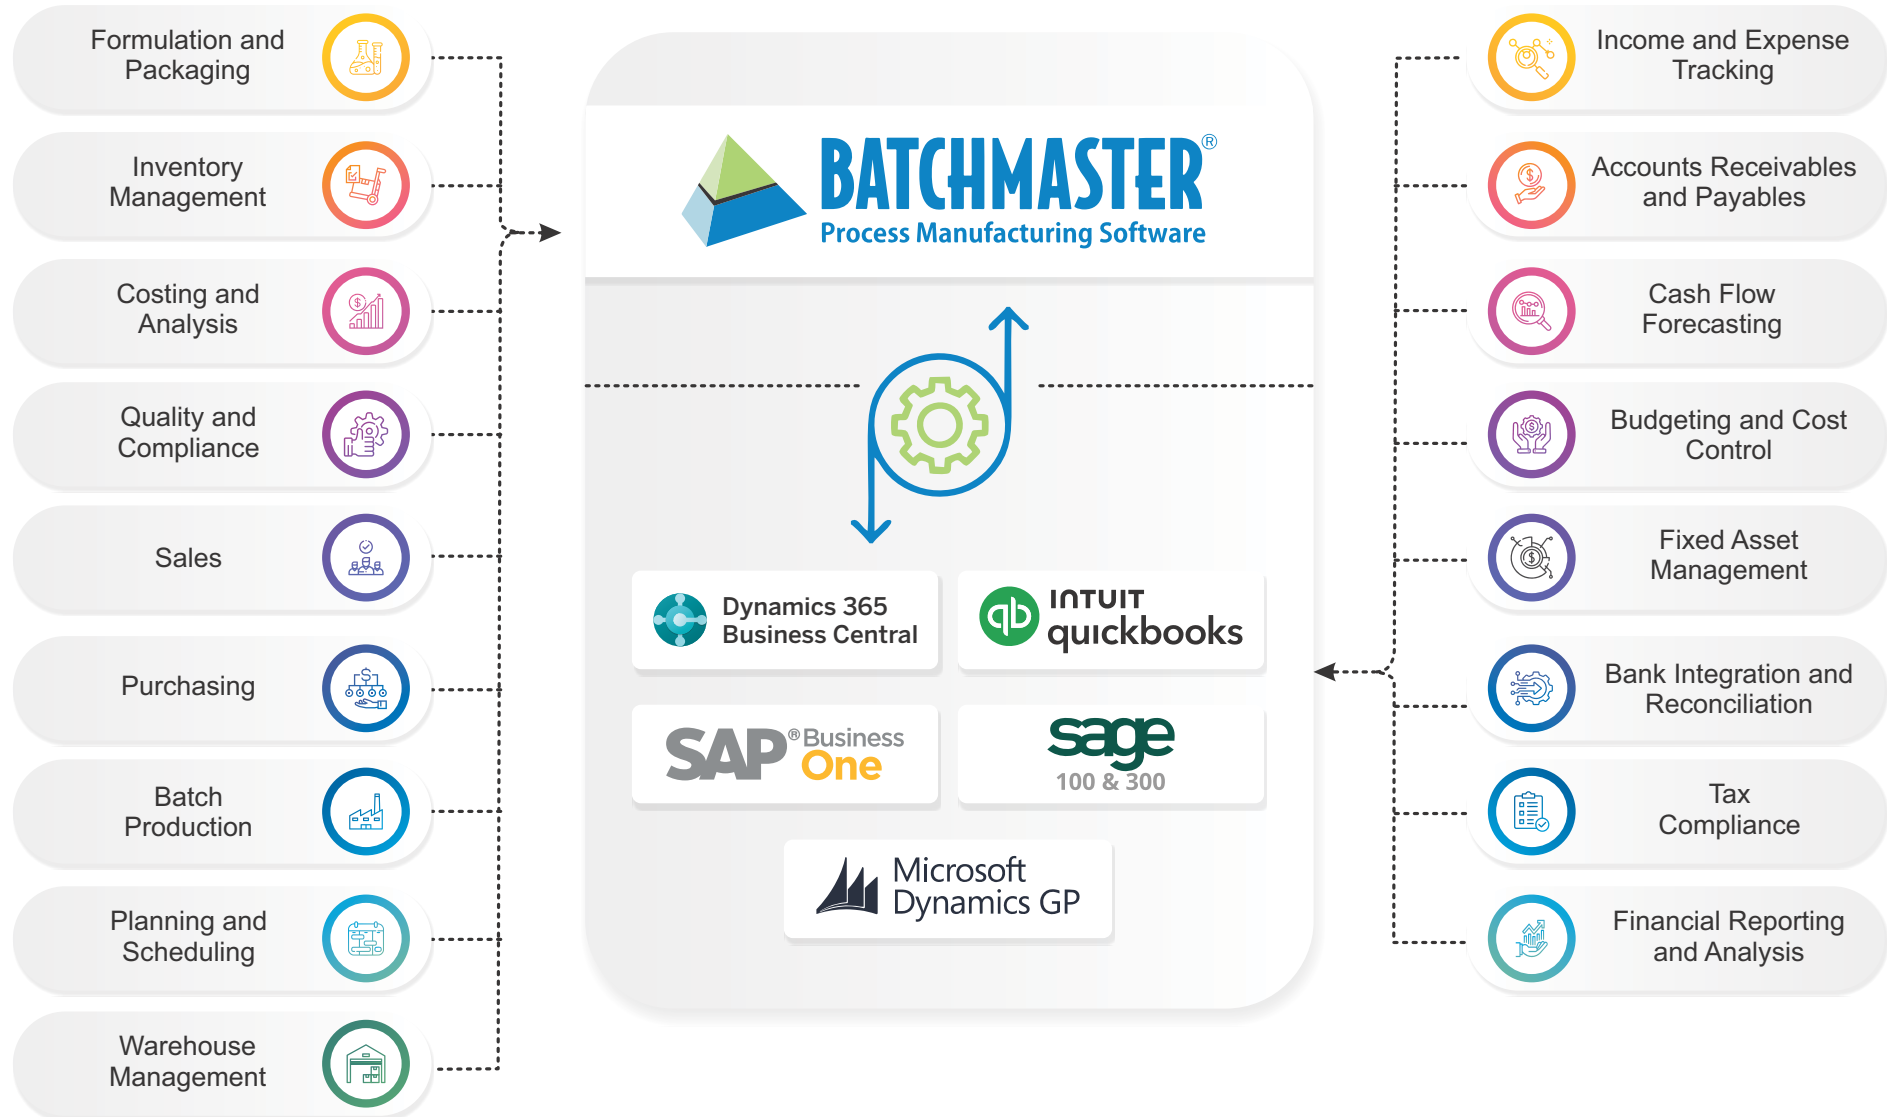 Formulation and
Packaging
Inventory
Management
Costing and
Analysis
Quality and
Compliance
Sales
Purchasing
Batch
Production
Planning and
Scheduling
Warehouse
Management
BATCHMASTER®
Process Manufacturing Software
Dynamics 365
Business Central
qb
INTUIT
quickbooks
SAP® Business
One
sage
100 & 300
Microsoft
Dynamics GP
Income and Expense
Tracking
Accounts Receivables
and Payables
Cash Flow
Forecasting
Budgeting and Cost
Control
Fixed Asset
Management
Bank Integration and
Reconciliation
Tax
Compliance
Financial Reporting
and Analysis